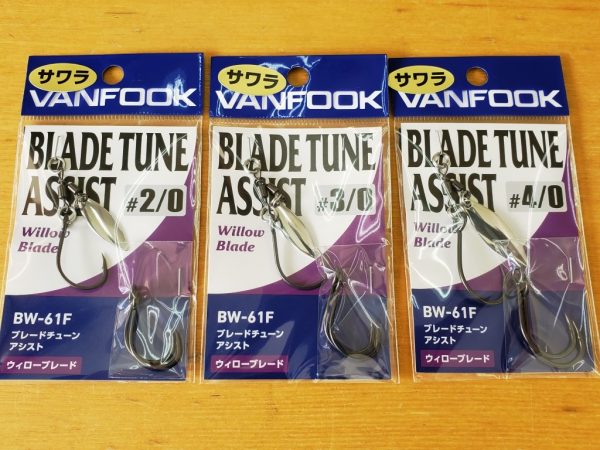 サワラ
VANFOOK
BLADE TUNE
ASSIST #2/0
Willow
Blade
BW-61F
ブレードチューン
アシスト
ウィローブレード
サワラ
VANFOOK
BLADE TUNE
ASSIST #3/0
Willow
Blade
BW-61F
ブレードチューン
アシスト
ウィローブレード
サワラ
VANFOOK
BLADE TUNE
ASSIST #4/0
Willow
Blade
BW-61F
ブレードチューン
アシスト
ウィローブレード